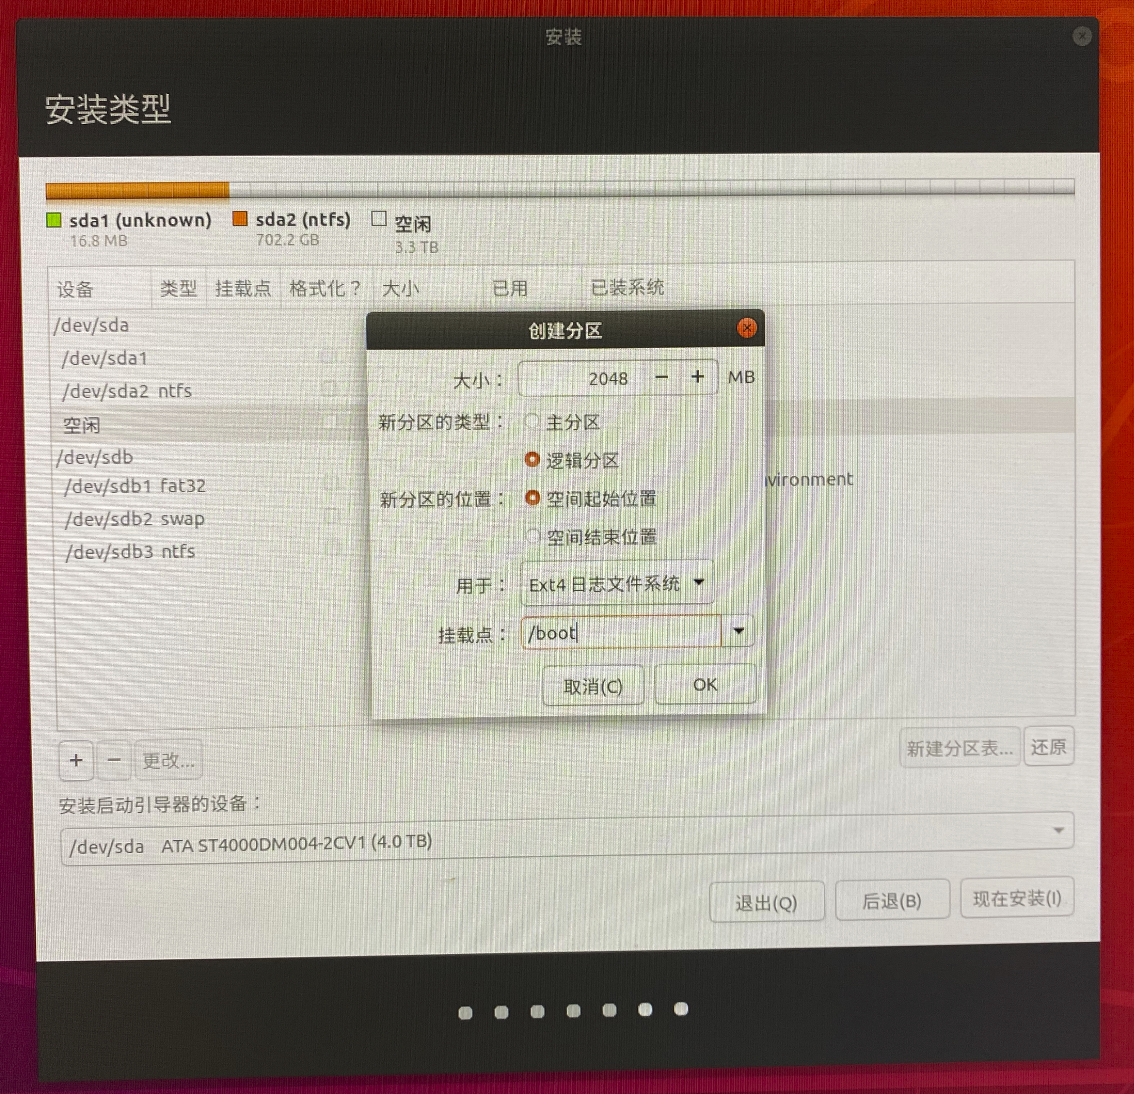 安装
安装类型
sda1 (unknown) sda2 (ntfs) 空闲
16.8 MB 702.2 GB 3.3 TB
设备 类型 挂载点 格式化？ 大小 已用 已装系统
/dev/sda
/dev/sda1
/dev/sda2 ntfs
空闲
/dev/sdb
/dev/sdb1 fat32 vironment
/dev/sdb2 swap
/dev/sdb3 ntfs
创建分区
大小： 2048 − + MB
新分区的类型： 主分区
逻辑分区
新分区的位置： 空间起始位置
空间结束位置
用于： Ext4 日志文件系统
挂载点： /boot
取消(C) OK
+ − 更改... 新建分区表... 还原
安装启动引导器的设备：
/dev/sda ATA ST4000DM004-2CV1 (4.0 TB)
退出(Q) 后退(B) 现在安装(I)